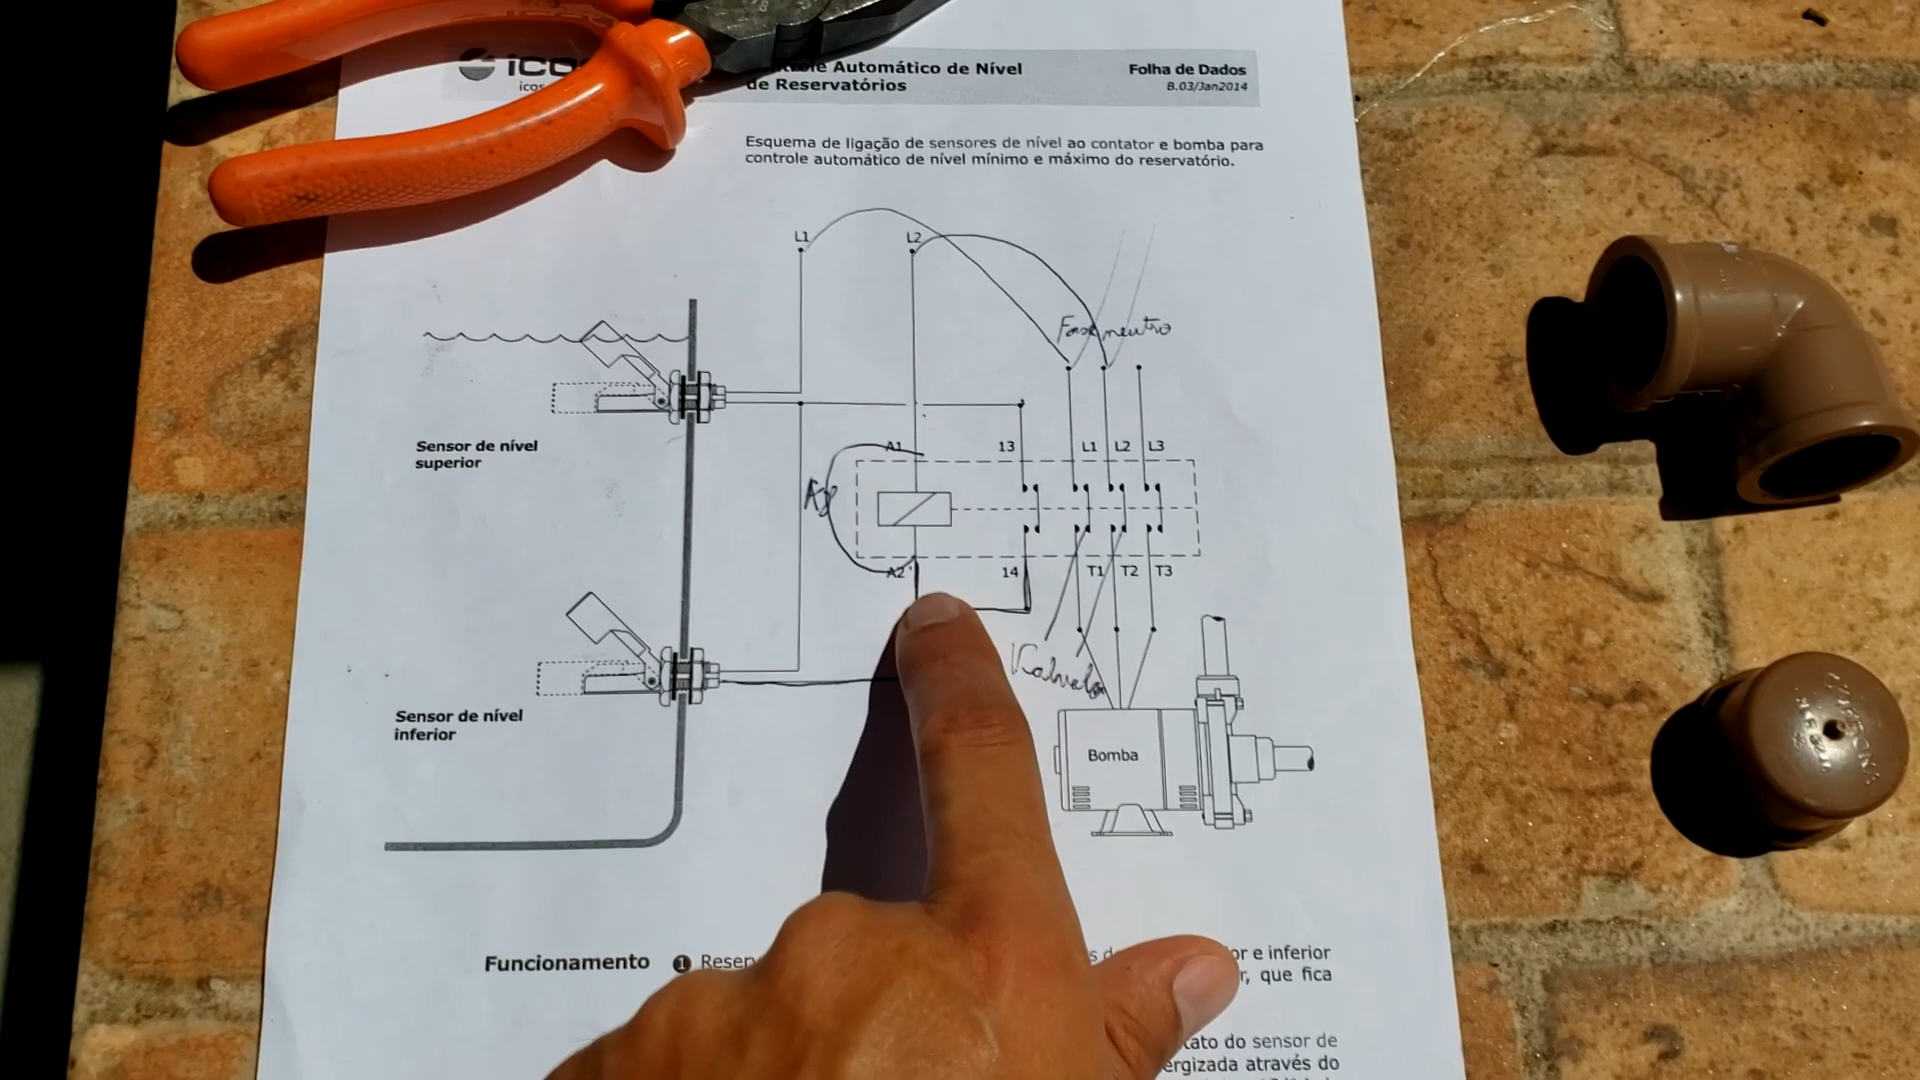 Controle Automático de Nível
de Reservatórios
Folha de Dados
B.03/Jan2014
Esquema de ligação de sensores de nível ao contator e bomba para
controle automático de nível mínimo e máximo do reservatório.
L1
L2
Fase neutro
Sensor de nível
superior
A1
13
L1
L2
L3
A2
14
T1
T2
T3
Sensor de nível
inferior
Valvula
Bomba
Funcionamento
1
or e inferior
r, que fica
tato do sensor de
ergizada através do